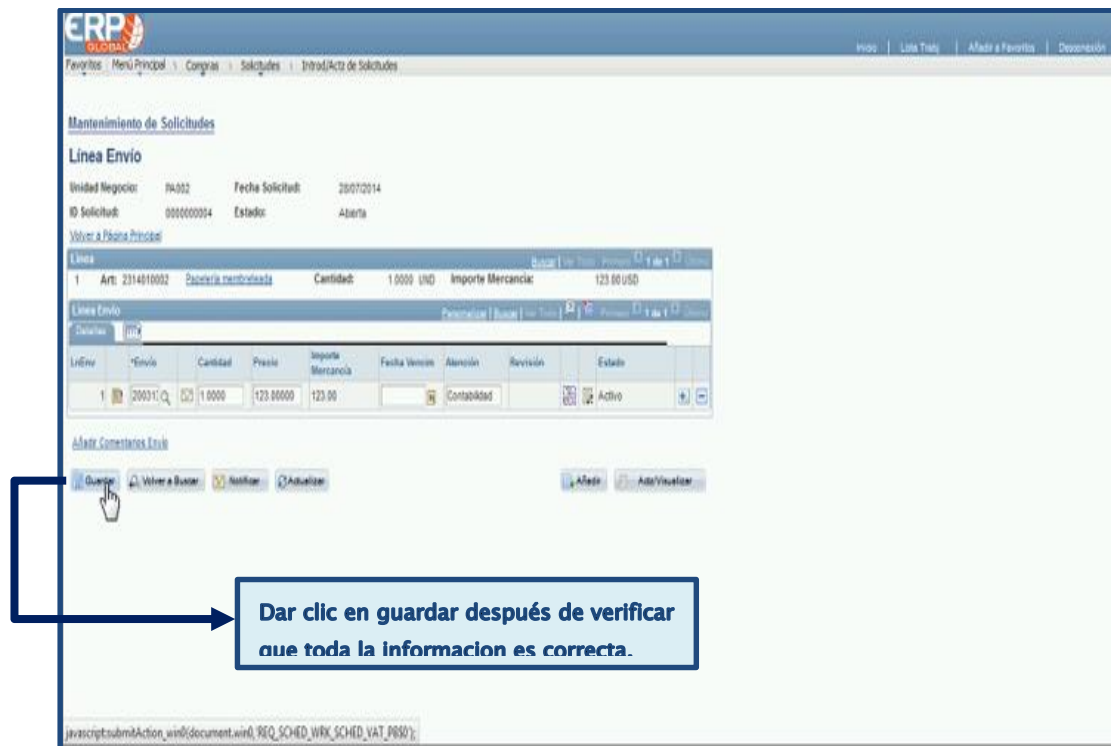 ERP
GLOBAL
Inicio | Lista Trabj | Añadir a Favoritos | Desconexión
Favoritos Menú Principal Compras Solicitudes Introd/Actz de Solicitudes
Mantenimiento de Solicitudes
Línea Envío
Unidad Negocio: PA002 Fecha Solicitud: 28/07/2014
ID Solicitud: 0000000004 Estado: Abierta
Volver a Página Principal
Línea Buscar | Ver Todo Primero 1 de 1 Último
1 Art: 2314010002 Papelería membreteada Cantidad: 1.0000 UND Importe Mercancía: 123.00 USD
Línea Envío Personalizar | Buscar | Ver Todo | Primero 1 de 1 Último
Detalles
LnEnv *Envío Cantidad Precio Importe Mercancía Fecha Vencim Atención Revisión Estado
1 1.0000 123.00000 123.00 Contabilidad Activo
Añadir Comentarios Envío
Guardar Volver a Buscar Notificar Actualizar Añadir Actz/Visualizar
Dar clic en guardar después de verificar
que toda la informacion es correcta.
javascript:submitAction_win0(document.win0,'REQ_SCHED_WRK_SCHED_VAT_PB$0');